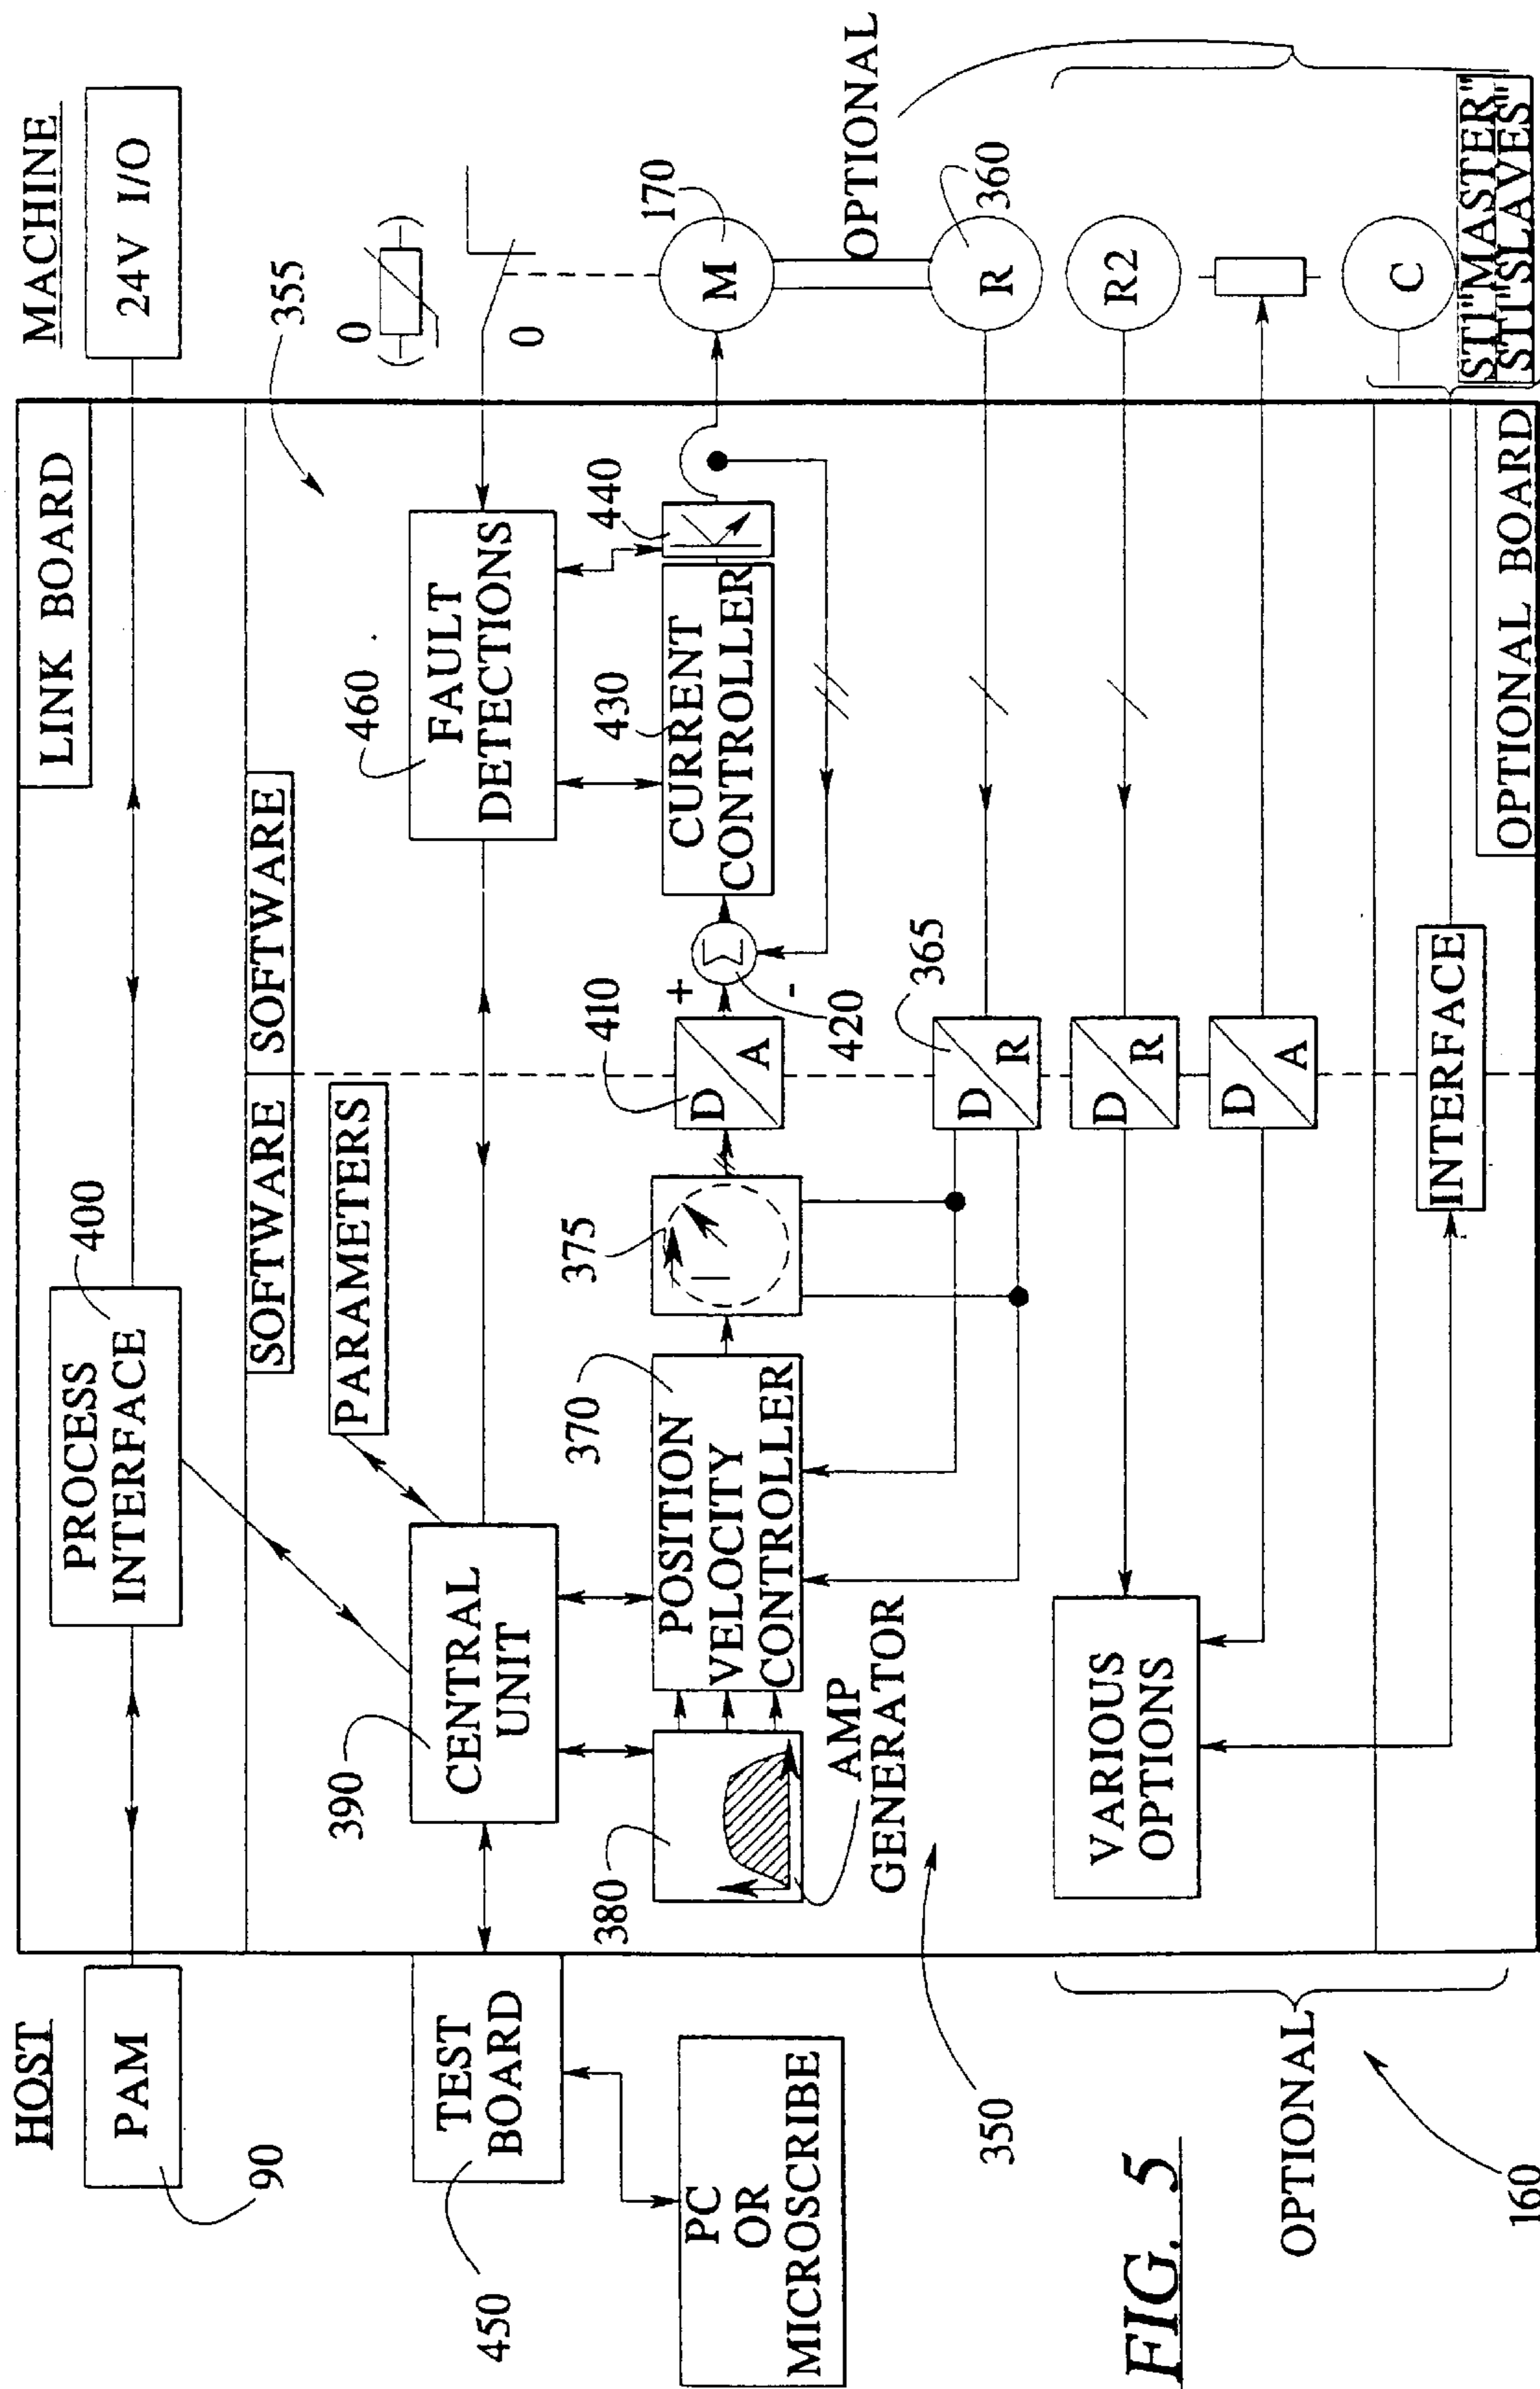 HOST
PAM
90
TEST
BOARD
450
PC
OR
MICROSCRIBE
FIG. 5
OPTIONAL
160
350
LINK BOARD
PROCESS
INTERFACE
400
SOFTWARE
SOFTWARE
PARAMETERS
CENTRAL
UNIT
390
FAULT
DETECTIONS
460
355
380
AMP
GENERATOR
POSITION
VELOCITY
CONTROLLER
370
375
D
A
410
+
-
Σ
420
CURRENT
CONTROLLER
430
440
D
R
365
D
R
D
A
VARIOUS
OPTIONS
INTERFACE
OPTIONAL BOARD
MACHINE
24V I/O
0
0
M
170
OPTIONAL
R
360
R2
C
STI"MASTER"
STI"SLAVES"